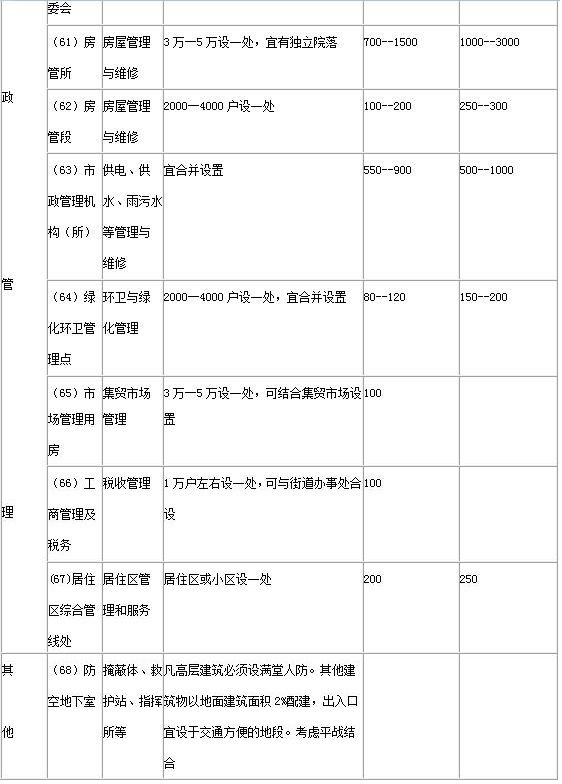 委会
（61）房 房屋管理 3万—5万设一处，宜有独立院落 700--1500 1000--3000
管所 与维修
政
（62）房 房屋管理 2000—4000户设一处 100--200 250--300
管段 与维修
（63）市 供电、供 宜合并设置 550--900 500--1000
政管理机 水、雨污水
构（所） 等管理与
维修
管
（64）绿 环卫与绿 2000—4000户设一处，宜合并设置 80--120 150--200
化环卫管 化管理
理点
（65）市 集贸市场 3万—5万设一处，可结合集贸市场设 100
场管理用 管理 置
房
（66）工 税收管理 1万户左右设一处，可与街道办事处合 100
理 商管理及 设
税务
(67)居住 居住区管 居住区或小区设一处 200 250
区综合管 理和服务
线处
其 （68）防 掩蔽体、救 凡高层建筑必须设满堂人防。其他建
空地下室 护站、指挥 筑物以地面建筑面积2%配建，出入口
他 所等 宜设于交通方便的地段。考虑平战结
合